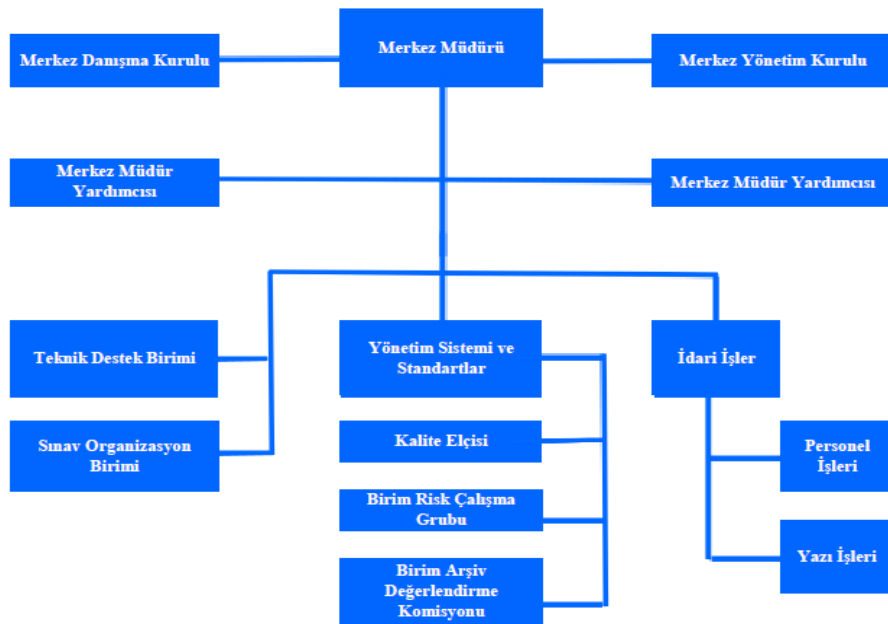 Merkez Müdürü
Merkez Danışma Kurulu
Merkez Yönetim Kurulu
Merkez Müdür
Yardımcısı
Merkez Müdür Yardımcısı
Teknik Destek Birimi
Yönetim Sistemi ve
Standartlar
İdari İşler
Sınav Organizasyon
Birimi
Kalite Elçisi
Personel
İşleri
Birim Risk Çalışma
Grubu
Yazı İşleri
Birim Arşiv
Değerlendirme
Komisyonu